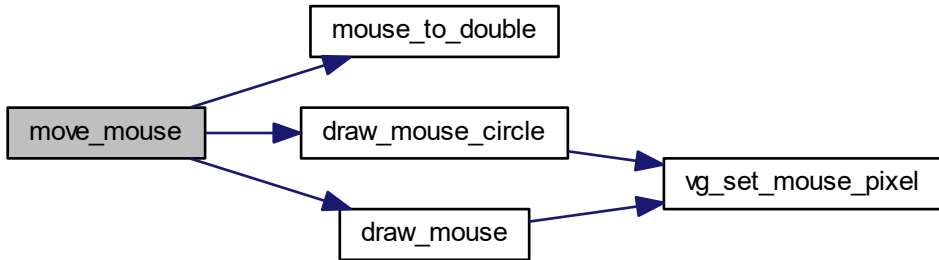 mouse_to_double
move_mouse
draw_mouse_circle
vg_set_mouse_pixel
draw_mouse